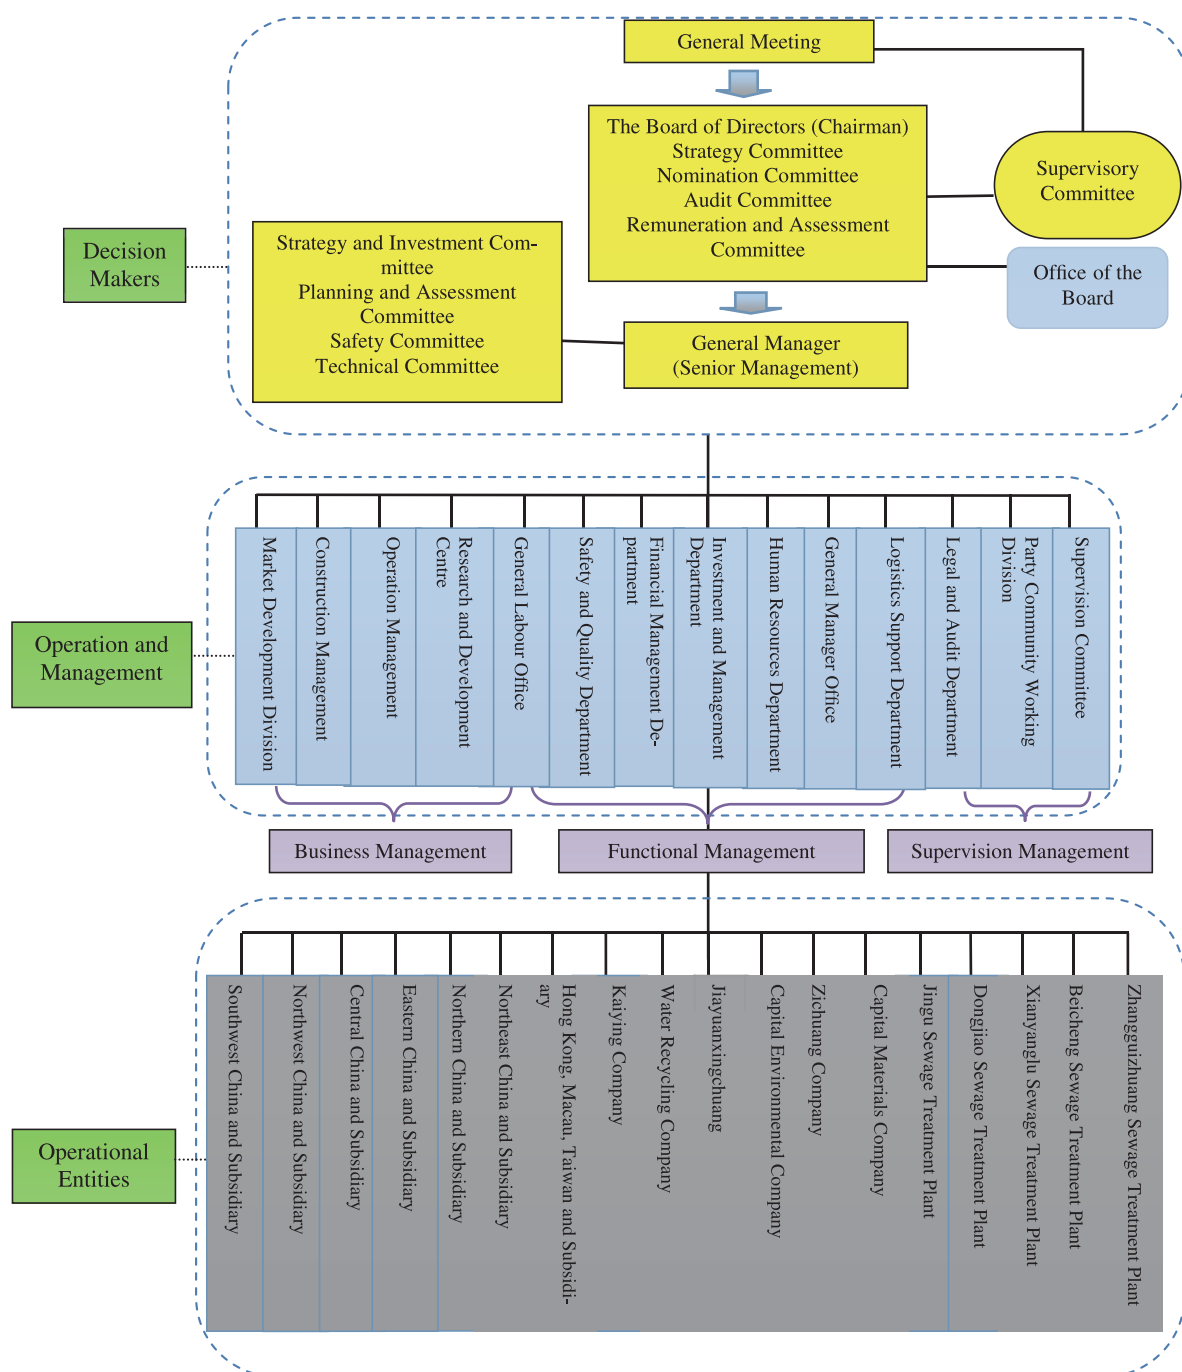 General Meeting
The Board of Directors (Chairman)
Strategy Committee
Nomination Committee
Audit Committee
Remuneration and Assessment
Committee
Supervisory
Committee
Office of the
Board
Decision
Makers
Strategy and Investment Com-
mittee
Planning and Assessment
Committee
Safety Committee
Technical Committee
General Manager
(Senior Management)
Operation and
Management
Market Development Division
Construction Management
Operation Management
Research and Development
Centre
General Labour Office
Safety and Quality Department
Financial Management De-
partment
Investment and Management
Department
Human Resources Department
General Manager Office
Logistics Support Department
Legal and Audit Department
Party Community Working
Division
Supervision Committee
Business Management
Functional Management
Supervision Management
Operational
Entities
Southwest China and Subsidiary
Northwest China and Subsidiary
Central China and Subsidiary
Eastern China and Subsidiary
Northern China and Subsidiary
Northeast China and Subsidiary
Hong Kong, Macau, Taiwan and Subsidi-
ary
Kaiying Company
Water Recycling Company
Jiayuanxingchuang
Capital Environmental Company
Zichuang Company
Capital Materials Company
Jingu Sewage Treatment Plant
Dongjiao Sewage Treatment Plant
Xianyanglu Sewage Treatment Plant
Beicheng Sewage Treatment Plant
Zhangguizhuang Sewage Treatment Plant